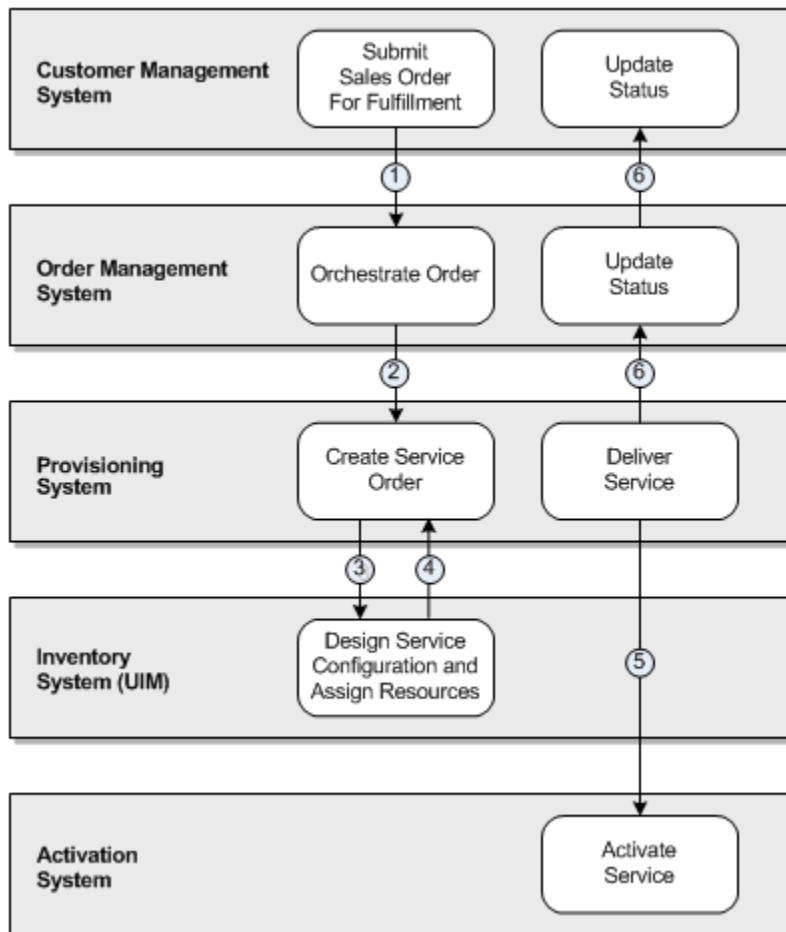 Customer Management
System
Submit
Sales Order
For Fulfillment
Update
Status
1
6
Order Management
System
Orchestrate Order
Update
Status
2
6
Provisioning
System
Create Service
Order
Deliver
Service
3
4
Inventory
System (UIM)
Design Service
Configuration and
Assign Resources
5
Activation
System
Activate
Service